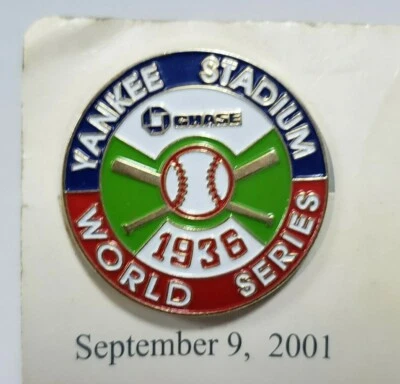 YANKEE STADIUM
CHASE
1936
WORLD SERIES
September 9, 2001